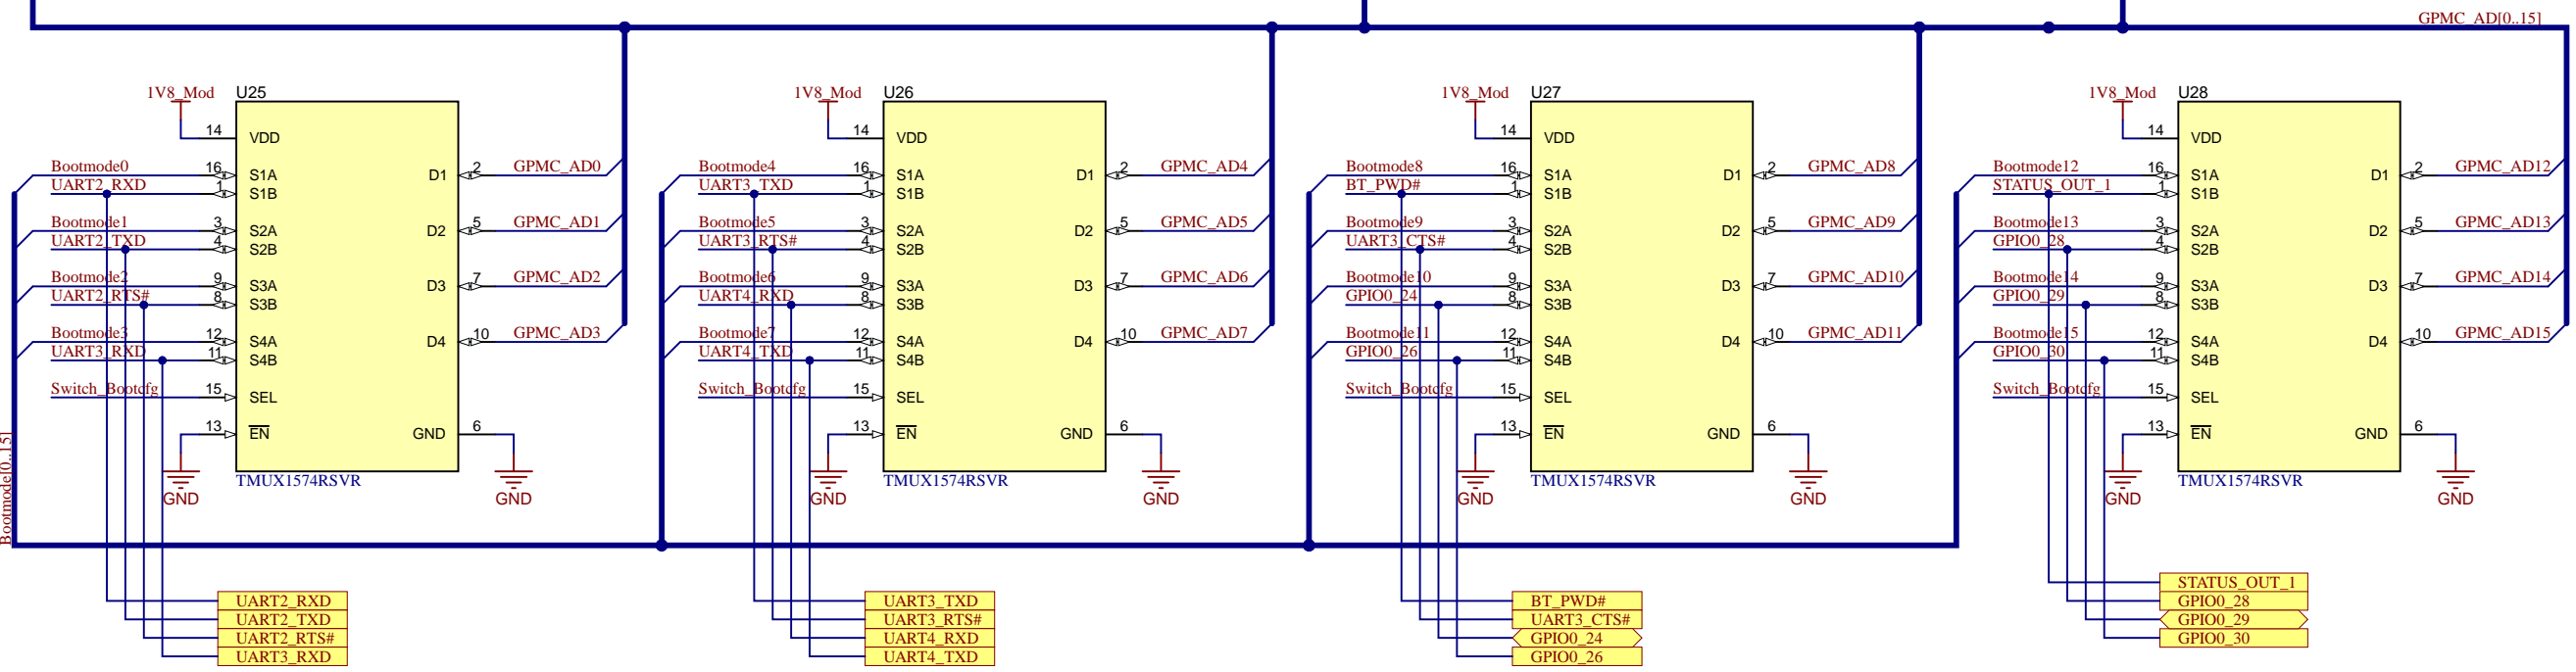 GPMC_AD[0..15]
U25
1V8_Mod
14 VDD
Bootmode0 16 S1A D1 2 GPMC_AD0
UART2_RXD 1 S1B
Bootmode1 3 S2A D2 5 GPMC_AD1
UART2_TXD 4 S2B
Bootmode2 9 S3A D3 7 GPMC_AD2
UART2_RTS# 8 S3B
Bootmode3 12 S4A D4 10 GPMC_AD3
UART3_RXD 11 S4B
Switch_Bootcfg 15 SEL
13 EN GND 6
TMUX1574RSVR
GND GND
Bootmode[0..15]
UART2_RXD
UART2_TXD
UART2_RTS#
UART3_RXD
U26
1V8_Mod
14 VDD
Bootmode4 16 S1A D1 2 GPMC_AD4
UART3_TXD 1 S1B
Bootmode5 3 S2A D2 5 GPMC_AD5
UART3_RTS# 4 S2B
Bootmode6 9 S3A D3 7 GPMC_AD6
UART4_RXD 8 S3B
Bootmode7 12 S4A D4 10 GPMC_AD7
UART4_TXD 11 S4B
Switch_Bootcfg 15 SEL
13 EN GND 6
TMUX1574RSVR
GND GND
UART3_TXD
UART3_RTS#
UART4_RXD
UART4_TXD
U27
1V8_Mod
14 VDD
Bootmode8 16 S1A D1 2 GPMC_AD8
BT_PWD# 1 S1B
Bootmode9 3 S2A D2 5 GPMC_AD9
UART3_CTS# 4 S2B
Bootmode10 9 S3A D3 7 GPMC_AD10
GPIO0_24 8 S3B
Bootmode11 12 S4A D4 10 GPMC_AD11
GPIO0_26 11 S4B
Switch_Bootcfg 15 SEL
13 EN GND 6
TMUX1574RSVR
GND GND
BT_PWD#
UART3_CTS#
GPIO0_24
GPIO0_26
U28
1V8_Mod
14 VDD
Bootmode12 16 S1A D1 2 GPMC_AD12
STATUS_OUT_1 1 S1B
Bootmode13 3 S2A D2 5 GPMC_AD13
GPIO0_28 4 S2B
Bootmode14 9 S3A D3 7 GPMC_AD14
GPIO0_29 8 S3B
Bootmode15 12 S4A D4 10 GPMC_AD15
GPIO0_30 11 S4B
Switch_Bootcfg 15 SEL
13 EN GND 6
TMUX1574RSVR
GND GND
STATUS_OUT_1
GPIO0_28
GPIO0_29
GPIO0_30